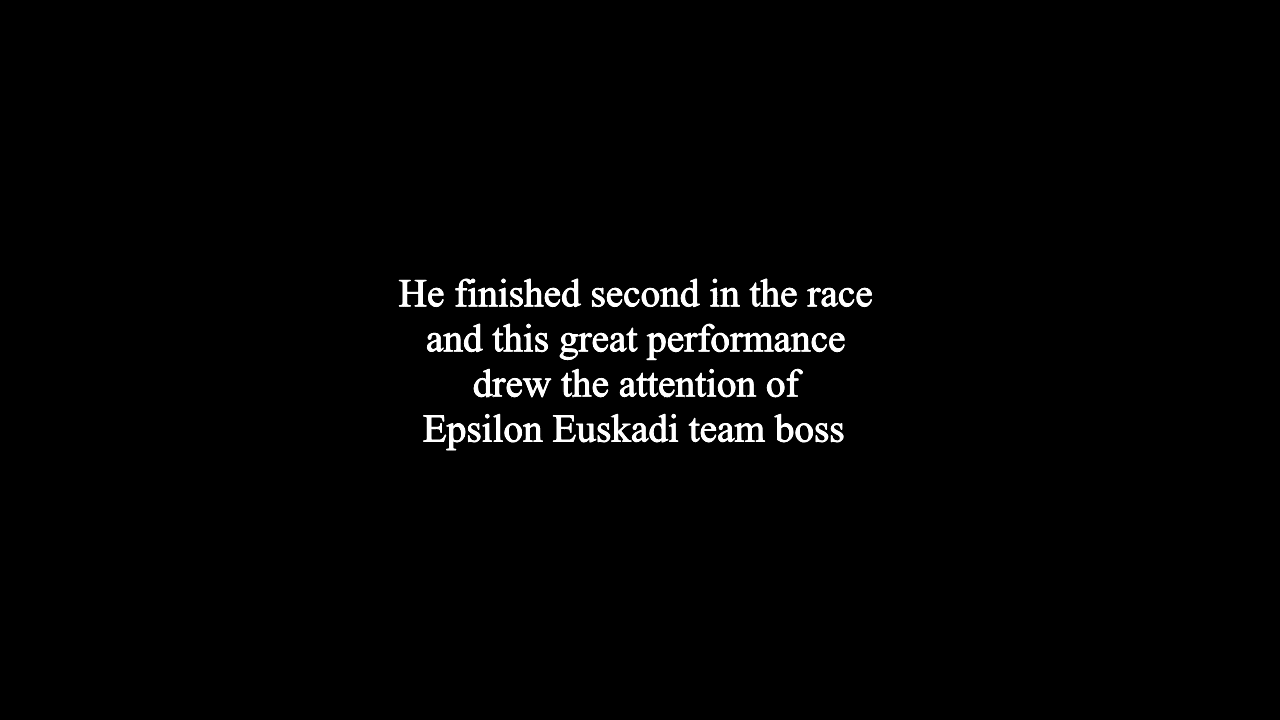 He finished second in the race
and this great performance
drew the attention of
Epsilon Euskadi team boss